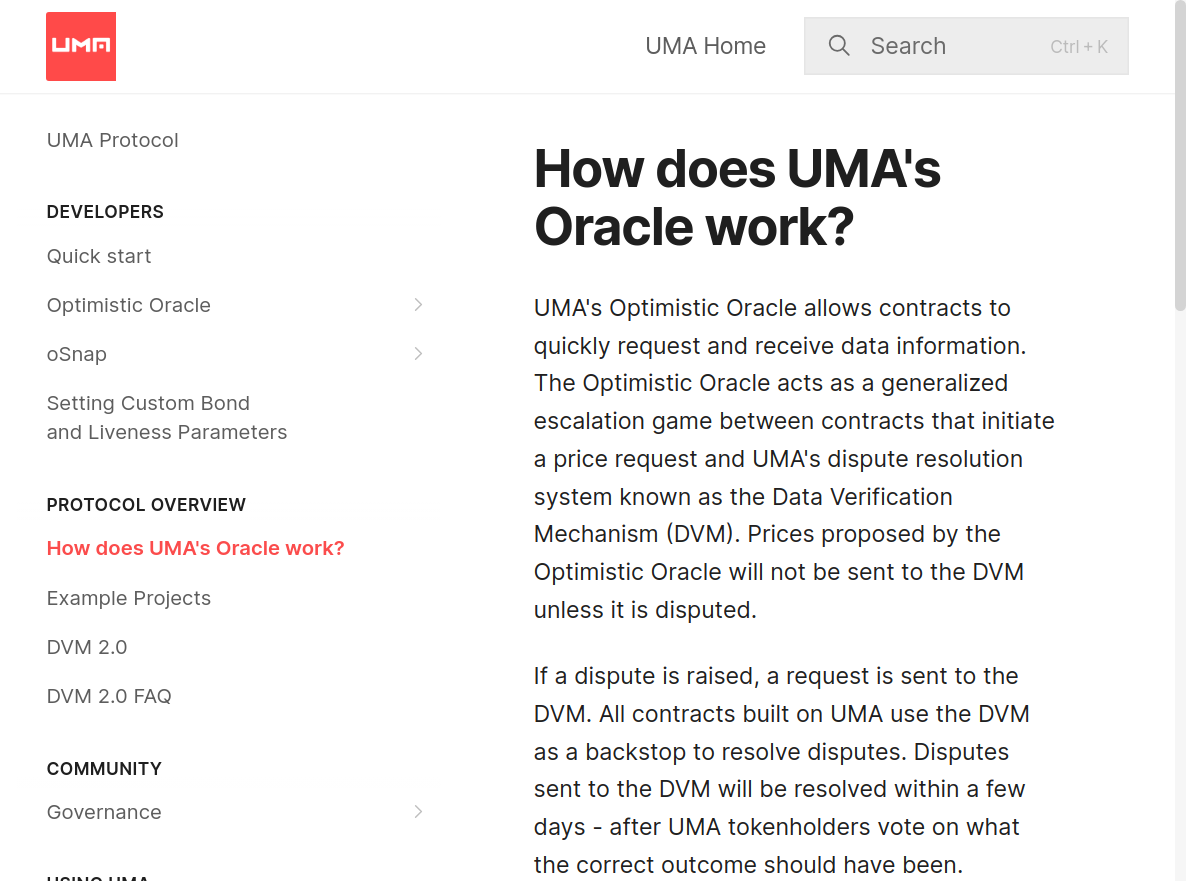 UMA
UMA Home
Search
Ctrl + K
UMA Protocol
DEVELOPERS
Quick start
Optimistic Oracle
oSnap
Setting Custom Bond
and Liveness Parameters
PROTOCOL OVERVIEW
How does UMA's Oracle work?
Example Projects
DVM 2.0
DVM 2.0 FAQ
COMMUNITY
Governance
USING UMA
How does UMA's
Oracle work?
UMA's Optimistic Oracle allows contracts to
quickly request and receive data information.
The Optimistic Oracle acts as a generalized
escalation game between contracts that initiate
a price request and UMA's dispute resolution
system known as the Data Verification
Mechanism (DVM). Prices proposed by the
Optimistic Oracle will not be sent to the DVM
unless it is disputed.
If a dispute is raised, a request is sent to the
DVM. All contracts built on UMA use the DVM
as a backstop to resolve disputes. Disputes
sent to the DVM will be resolved within a few
days - after UMA tokenholders vote on what
the correct outcome should have been.